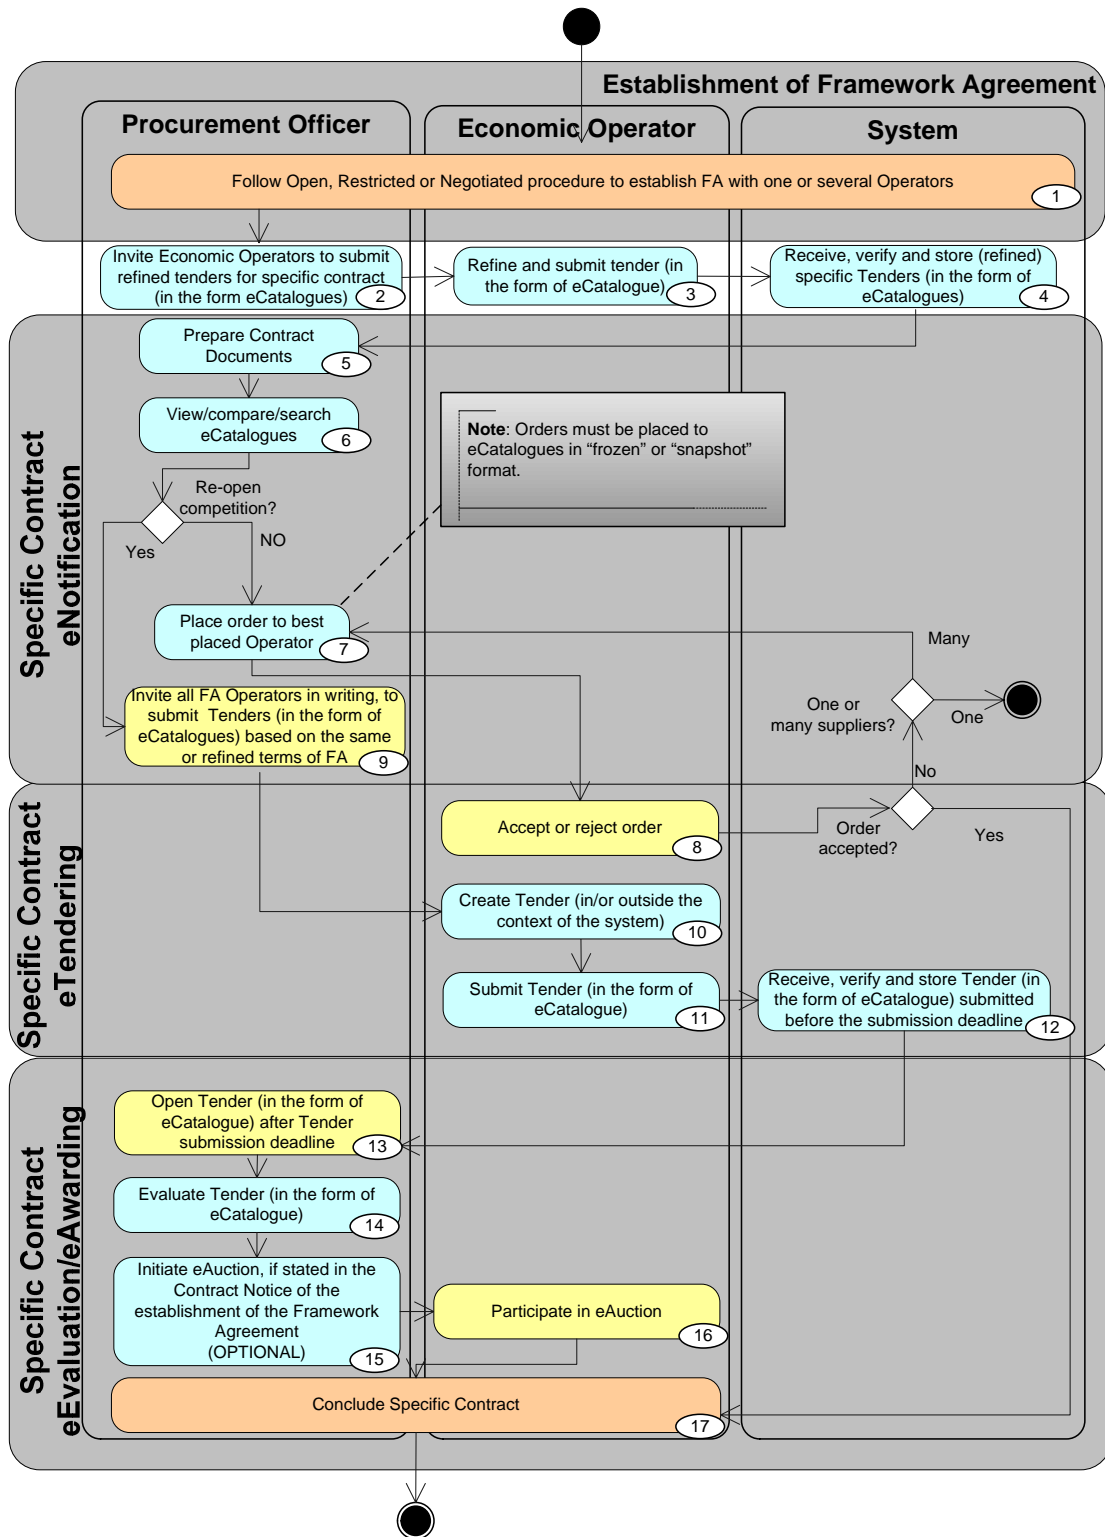 Establishment of Framework Agreement
Procurement Officer
Economic Operator
System
Follow Open, Restricted or Negotiated procedure to establish FA with one or several Operators
1
Invite Economic Operators to submit
refined tenders for specific contract
(in the form eCatalogues)
2
Refine and submit tender (in
the form of eCatalogue)
3
Receive, verify and store (refined)
specific Tenders (in the form of
eCatalogues)
4
Specific Contract
eNotification
Prepare Contract
Documents
5
View/compare/search
eCatalogues
6
Note: Orders must be placed to
eCatalogues in “frozen” or “snapshot”
format.
Re-open
competition?
Yes
NO
Place order to best
placed Operator
7
Many
One or
many suppliers?
One
Invite all FA Operators in writing, to
submit Tenders (in the form of
eCatalogues) based on the same
or refined terms of FA
9
No
Specific Contract
eTendering
Accept or reject order
8
Order
accepted?
Yes
Create Tender (in/or outside the
context of the system)
10
Submit Tender (in the form of
eCatalogue)
11
Receive, verify and store Tender (in
the form of eCatalogue) submitted
before the submission deadline
12
Specific Contract
eEvaluation/eAwarding
Open Tender (in the form of
eCatalogue) after Tender
submission deadline
13
Evaluate Tender (in the form of
eCatalogue)
14
Initiate eAuction, if stated in the
Contract Notice of the
establishment of the Framework
Agreement
(OPTIONAL)
15
Participate in eAuction
16
Conclude Specific Contract
17